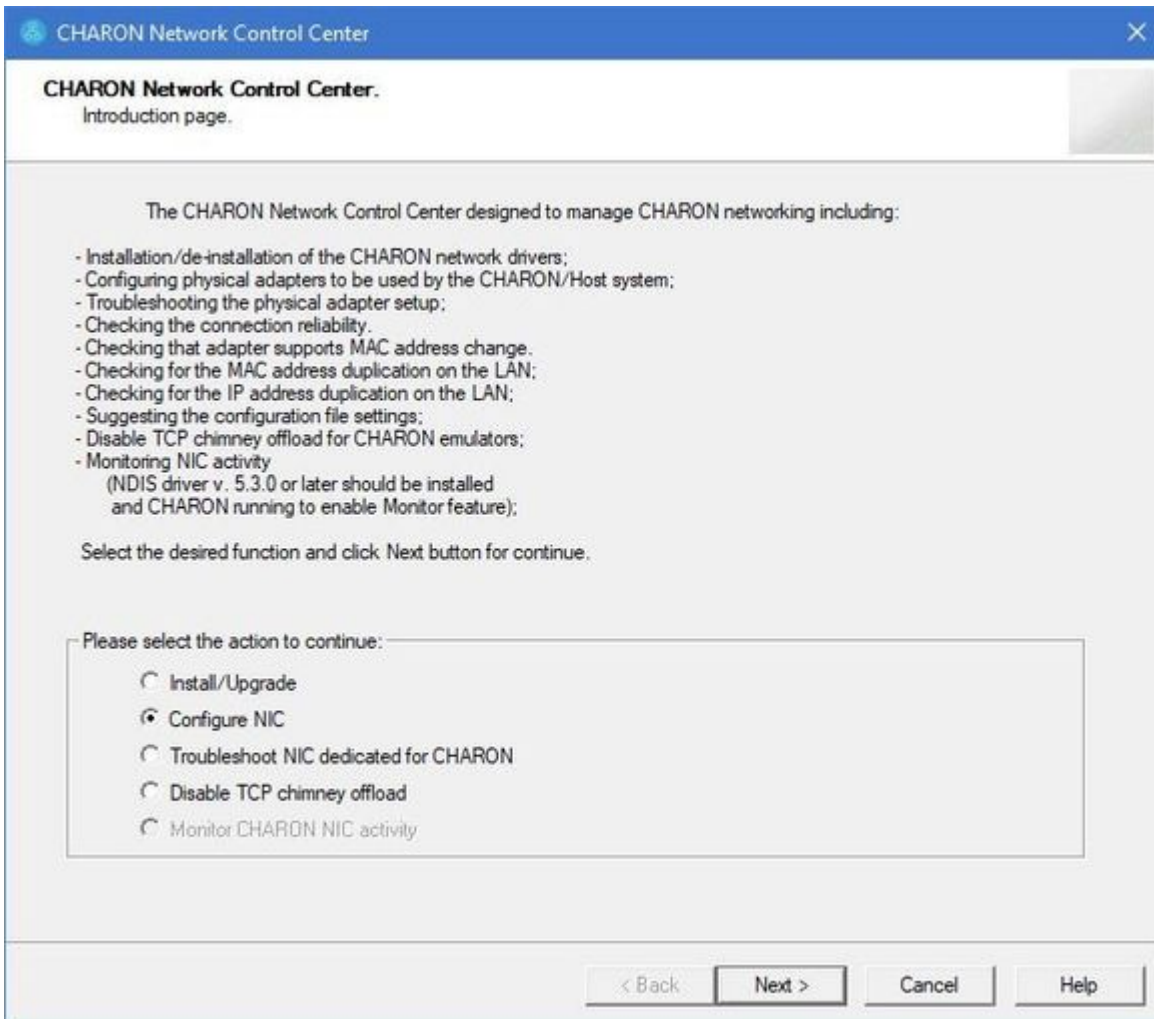 CHARON Network Control Center
CHARON Network Control Center.
Introduction page.
The CHARON Network Control Center designed to manage CHARON networking including:
- Installation/de-installation of the CHARON network drivers;
- Configuring physical adapters to be used by the CHARON/Host system;
- Troubleshooting the physical adapter setup;
- Checking the connection reliability.
- Checking that adapter supports MAC address change.
- Checking for the MAC address duplication on the LAN;
- Checking for the IP address duplication on the LAN;
- Suggesting the configuration file settings;
- Disable TCP chimney offload for CHARON emulators;
- Monitoring NIC activity
(NDIS driver v. 5.3.0 or later should be installed
and CHARON running to enable Monitor feature);
Select the desired function and click Next button for continue.
Please select the action to continue:
Install/Upgrade
Configure NIC
Troubleshoot NIC dedicated for CHARON
Disable TCP chimney offload
Monitor CHARON NIC activity
< Back Next > Cancel Help